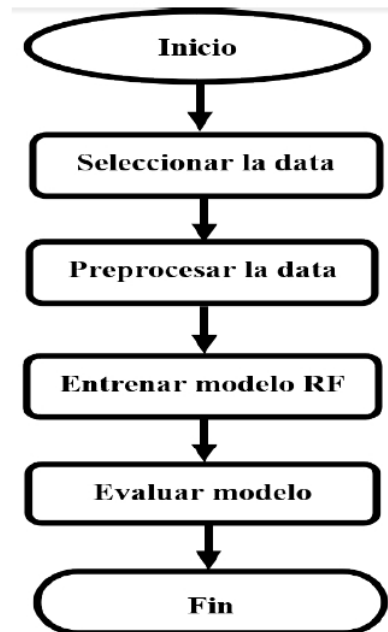 Inicio
Seleccionar la data
Preprocesar la data
Entrenar modelo RF
Evaluar modelo
Fin